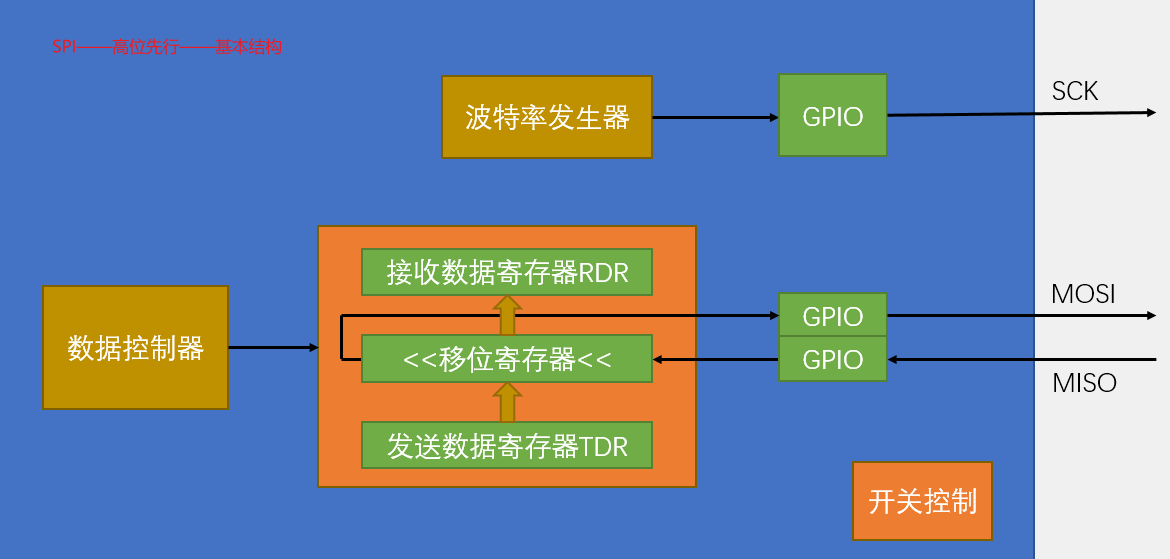 SPI——高位先行——基本结构
SCK
波特率发生器
GPIO
接收数据寄存器RDR
MOSI
GPIO
数据控制器
<<移位寄存器<<
GPIO
MISO
发送数据寄存器TDR
开关控制